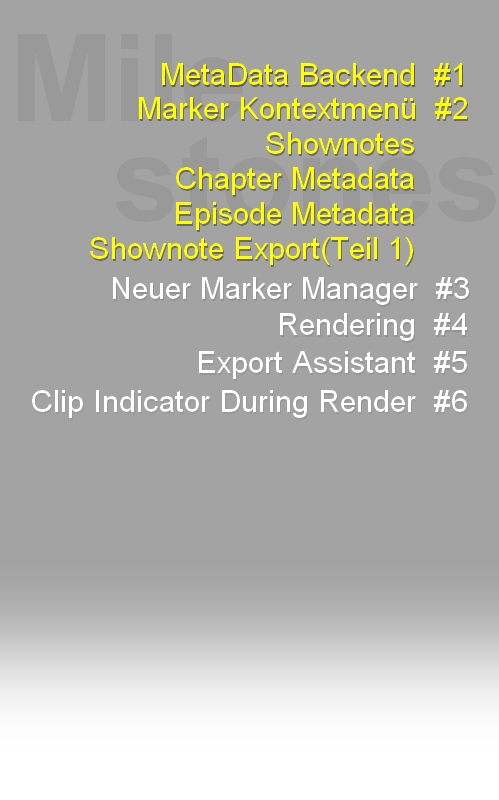 Mile
stones
MetaData Backend #1
Marker Kontextmenü #2
Shownotes
Chapter Metadata
Episode Metadata
Shownote Export(Teil 1)
Neuer Marker Manager #3
Rendering #4
Export Assistant #5
Clip Indicator During Render #6